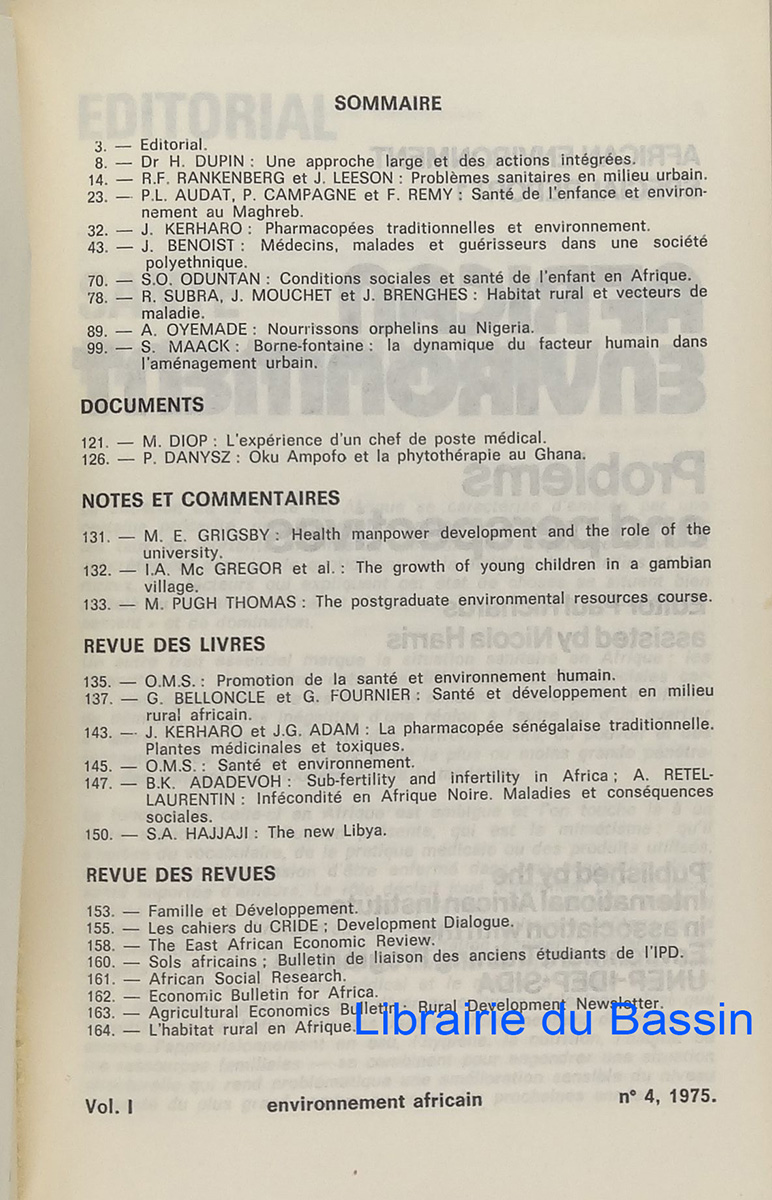 SOMMAIRE
3. — Editorial.
8. — Dr H. DUPIN : Une approche large et des actions intégrées.
14. — R.F. RANKENBERG et J. LEESON : Problèmes sanitaires en milieu urbain.
23. — P.L. AUDAT, P. CAMPAGNE et F. REMY : Santé de l'enfance et environ-
nement au Maghreb.
32. — J. KERHARO : Pharmacopées traditionnelles et environnement.
43. — J. BENOIST : Médecins, malades et guérisseurs dans une société
polyethnique.
70. — S.O. ODUNTAN : Conditions sociales et santé de l'enfant en Afrique.
78. — R. SUBRA, J. MOUCHET et J. BRENGHES : Habitat rural et vecteurs de
maladie.
89. — A. OYEMADE : Nourrissons orphelins au Nigeria.
99. — S. MAACK : Borne-fontaine : la dynamique du facteur humain dans
l'aménagement urbain.
DOCUMENTS
121. — M. DIOP : L'expérience d'un chef de poste médical.
126. — P. DANYSZ : Oku Ampofo et la phytothérapie au Ghana.
NOTES ET COMMENTAIRES
131. — M. E. GRIGSBY : Health manpower development and the role of the
university.
132. — I.A. Mc GREGOR et al. : The growth of young children in a gambian
village.
133. — M. PUGH THOMAS : The postgraduate environmental resources course.
REVUE DES LIVRES
135. — O.M.S. : Promotion de la santé et environnement humain.
137. — G. BELLONCLE et G. FOURNIER : Santé et développement en milieu
rural africain.
143. — J. KERHARO et J.G. ADAM : La pharmacopée sénégalaise traditionnelle.
Plantes médicinales et toxiques.
145. — O.M.S. : Santé et environnement.
147. — B.K. ADADEVOH : Sub-fertility and infertility in Africa ; A. RETEL-
LAURENTIN : Infécondité en Afrique Noire. Maladies et conséquences
sociales.
150. — S.A. HAJJAJI : The new Libya.
REVUE DES REVUES
153. — Famille et Développement.
155. — Les cahiers du CRIDE ; Development Dialogue.
158. — The East African Economic Review.
160. — Sols africains ; Bulletin de liaison des anciens étudiants de l'IPD.
161. — African Social Research.
162. — Economic Bulletin for Africa.
163. — Agricultural Economics Bulletin ; Rural Development Newsletter.
164. — L'habitat rural en Afrique.
Librairie du Bassin
Vol. I environnement africain n° 4, 1975.